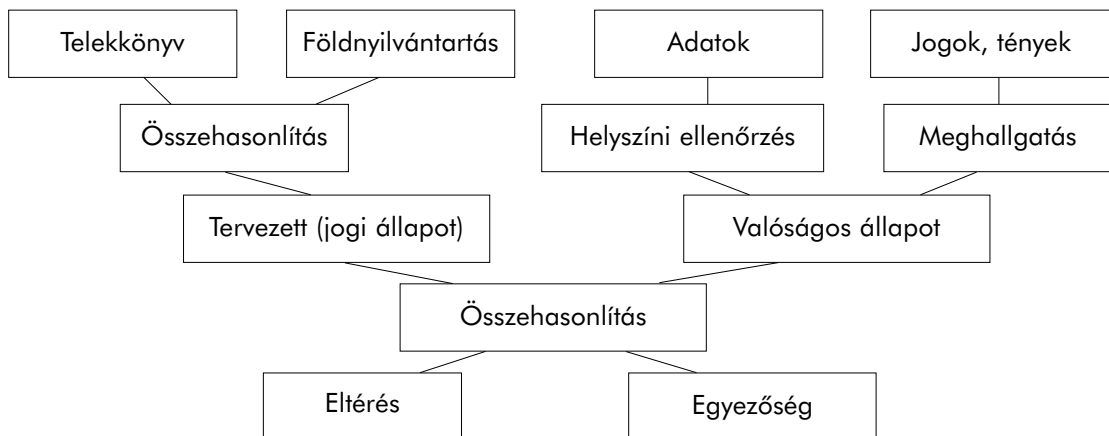 Telekkönyv
Földnyilvántartás
Adatok
Jogok, tények
Összehasonlítás
Helyszíni ellenőrzés
Meghallgatás
Tervezett (jogi állapot)
Valóságos állapot
Összehasonlítás
Eltérés
Egyezőség